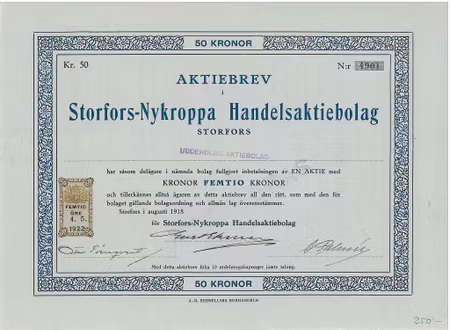 50 KRONOR
Kr. 50
N:r 4901
AKTIEBREV
i
Storfors-Nykroppa Handelsaktiebolag
STORFORS
UDDEHOLMS AKTIEBOLAG
har såsom delägare i nämnda bolag fullgjort inbetalningen av EN AKTIE med
KRONOR FEMTIO KRONOR
och tillerkännes alltså ägaren av detta aktiebrev all den rätt, som med den för
bolaget gällande bolagsordning och allmän lag överensstämmer.
Storfors i augusti 1918
för Storfors-Nykroppa Handelsaktiebolag
FEMTIO
ÖRE
4. 5.
1922
Med detta aktiebrev följa 10 utdelningskuponger jämte talong.
50 KRONOR
250:-